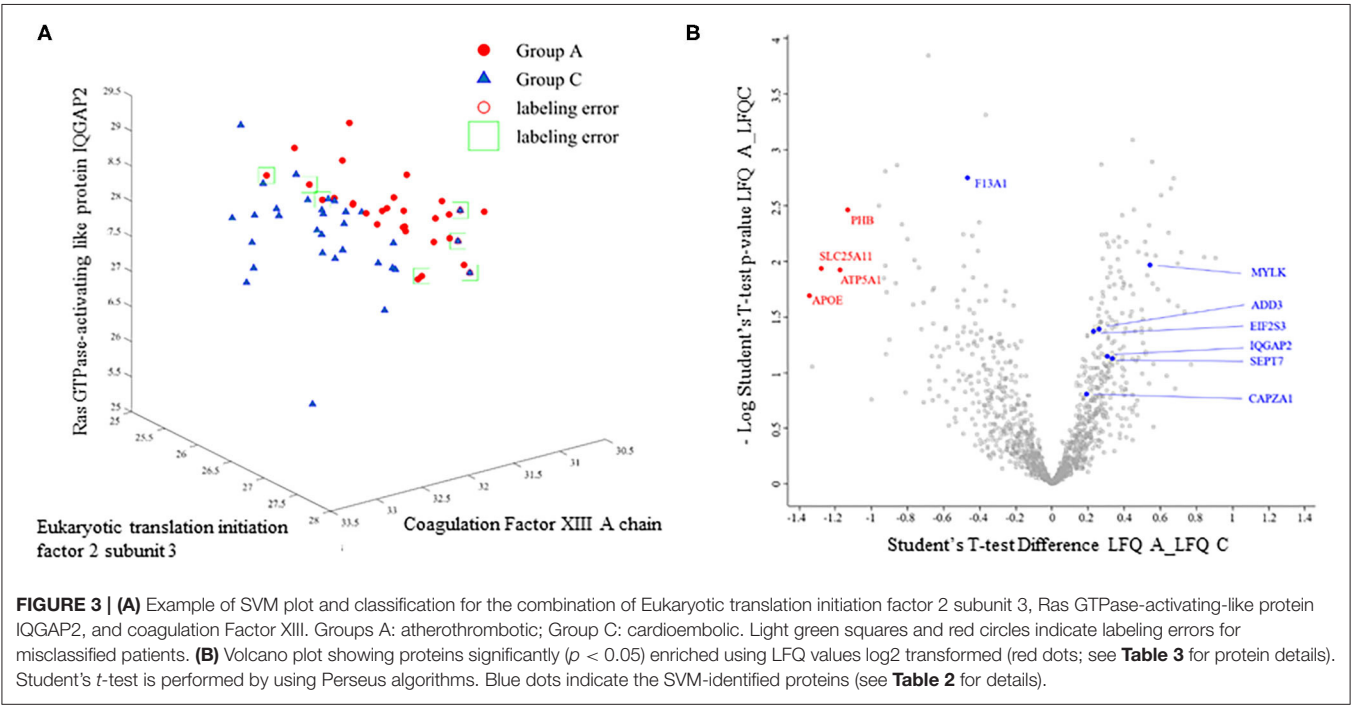 A
Group A
Group C
labeling error
labeling error
Ras GTPase-activating like protein IQGAP2
29.5
29
8.5
28
7.5
27
6.5
26
5.5
25
25
25.5
26
26.5
27
27.5
28
33.5
33
32.5
32
31.5
31
30.5
Eukaryotic translation initiation
factor 2 subunit 3
Coagulation Factor XIII A chain
B
- Log Student's T-test p-value LFQ A_LFQC
4
3.5
3
2.5
2
1.5
1
0.5
0
F13A1
PHB
SLC25A11
ATP5A1
APOE
MYLK
ADD3
EIF2S3
IQGAP2
SEPT7
CAPZA1
-1.4 -1.2 -1 -0.8 -0.6 -0.4 -0.2 0 0.2 0.4 0.6 0.8 1 1.2 1.4
Student's T-test Difference LFQ A_LFQ C
FIGURE 3 | (A) Example of SVM plot and classification for the combination of Eukaryotic translation initiation factor 2 subunit 3, Ras GTPase-activating-like protein
IQGAP2, and coagulation Factor XIII. Groups A: atherothrombotic; Group C: cardioembolic. Light green squares and red circles indicate labeling errors for
misclassified patients. (B) Volcano plot showing proteins significantly (p < 0.05) enriched using LFQ values log2 transformed (red dots; see Table 3 for protein details).
Student's t-test is performed by using Perseus algorithms. Blue dots indicate the SVM-identified proteins (see Table 2 for details).